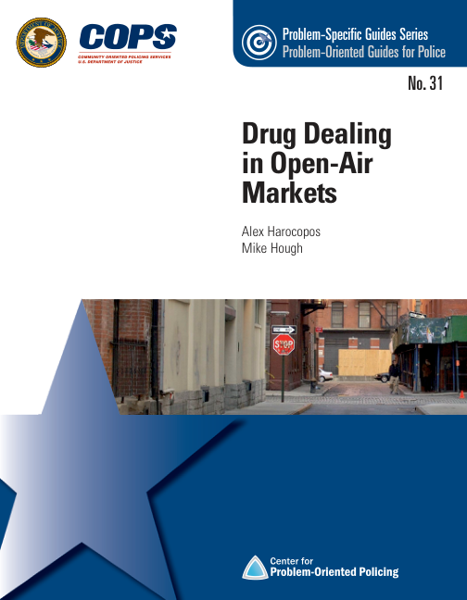 COPS
COMMUNITY ORIENTED POLICING SERVICES
U.S. DEPARTMENT OF JUSTICE
Problem-Specific Guides Series
Problem-Oriented Guides for Police
No. 31
Drug Dealing
in Open-Air
Markets
Alex Harocopos
Mike Hough
STOP
Center for
Problem-Oriented Policing